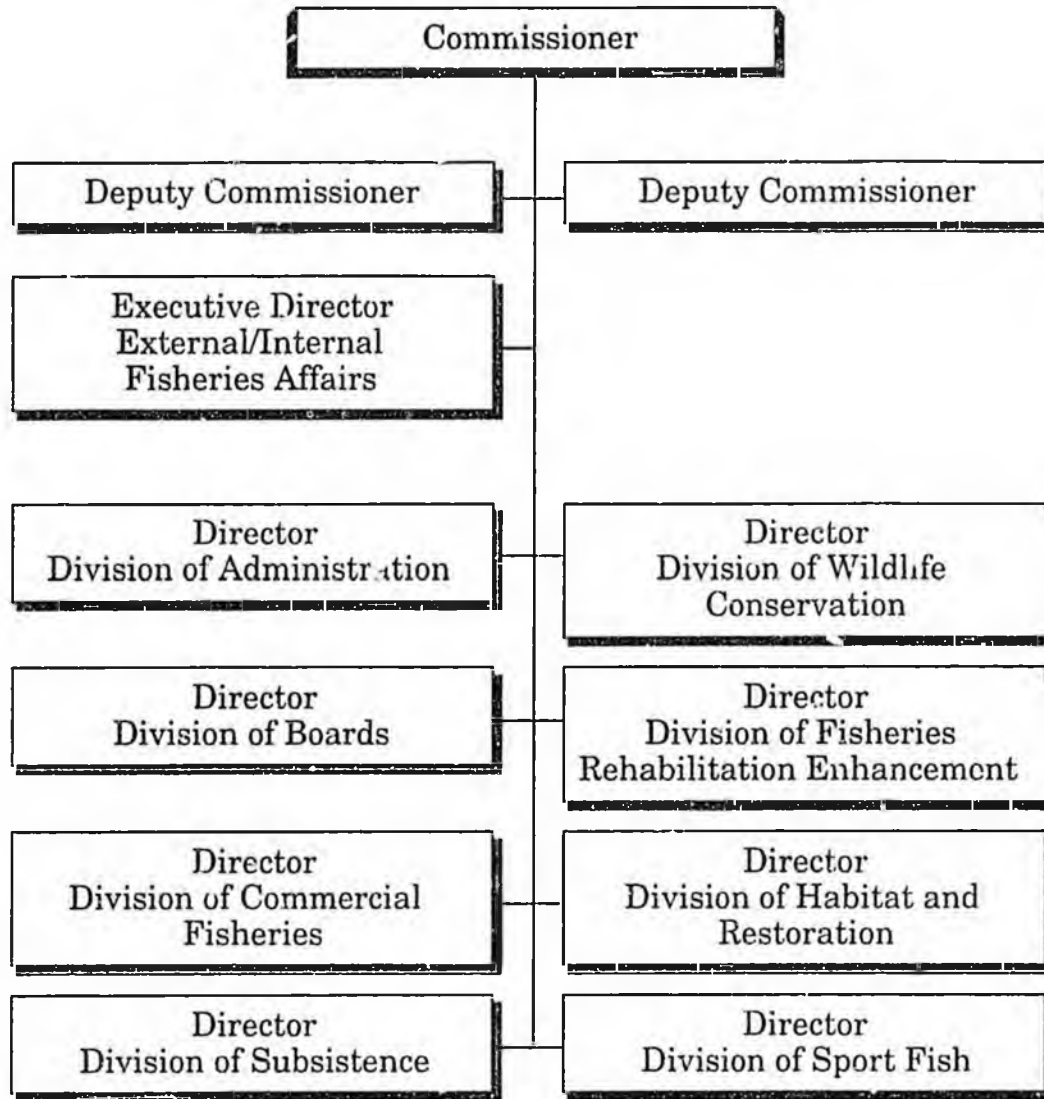 Commissioner
Deputy Commissioner
Deputy Commissioner
Executive Director
External/Internal
Fisheries Affairs
Director
Division of Administration
Director
Division of Wildlife
Conservation
Director
Division of Boards
Director
Division of Fisheries
Rehabilitation Enhancement
Director
Division of Commercial
Fisheries
Director
Division of Habitat and
Restoration
Director
Division of Subsistence
Director
Division of Sport Fish